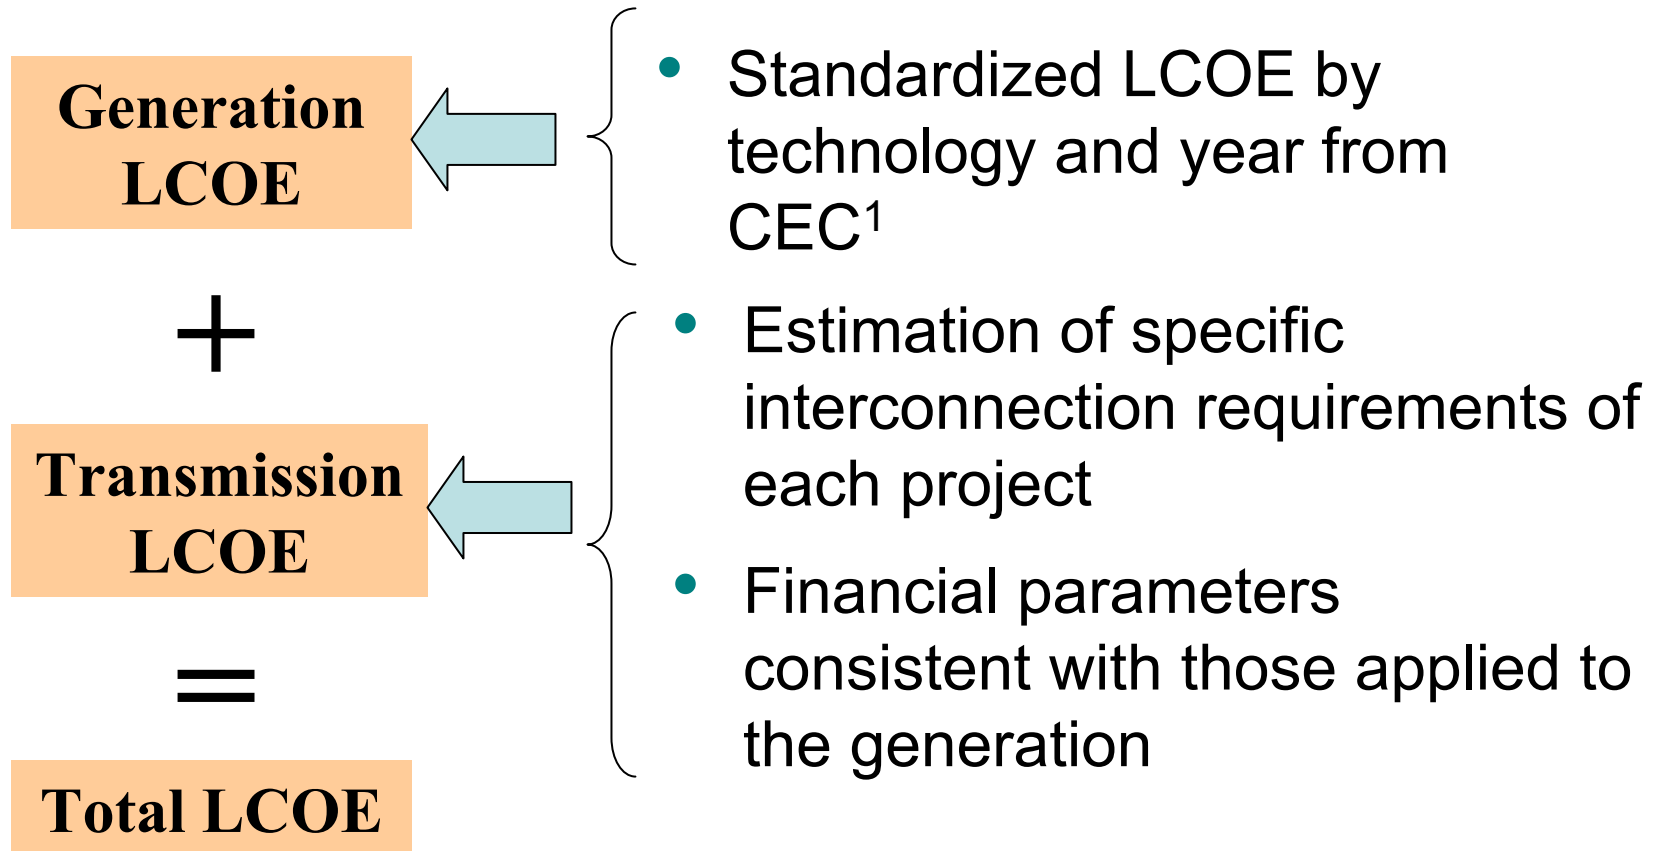 Generation
LCOE
• Standardized LCOE by
technology and year from
CEC¹
+
• Estimation of specific
interconnection requirements of
each project
Transmission
LCOE
• Financial parameters
consistent with those applied to
the generation
=
Total LCOE